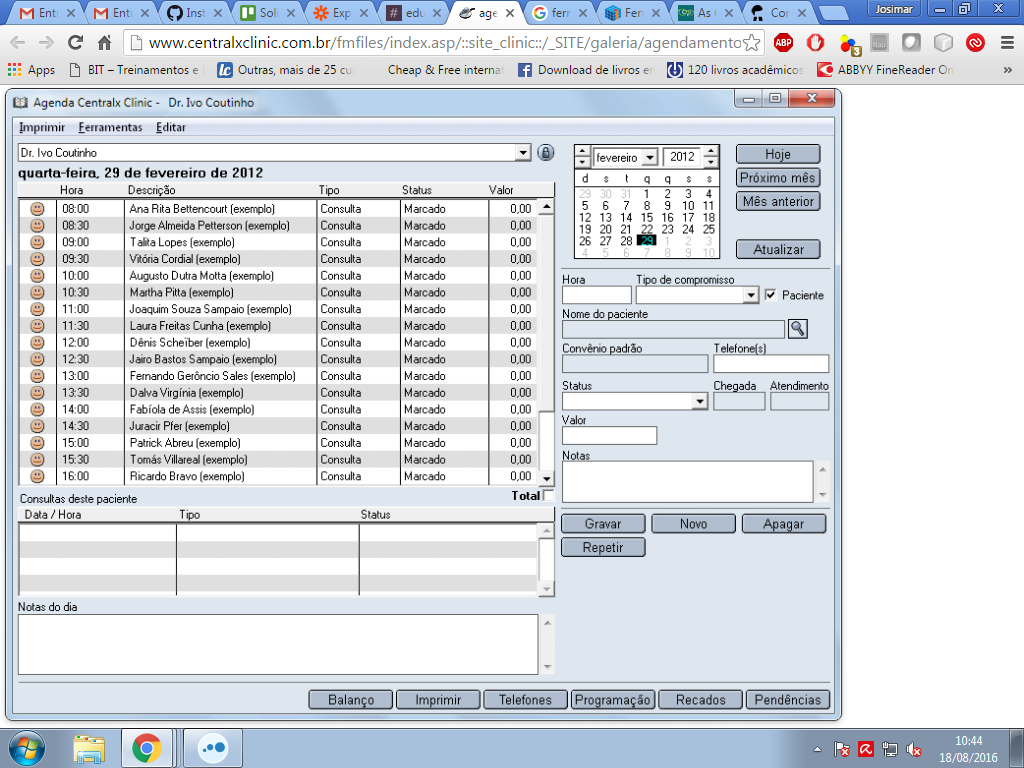 Entr
Entr
Inst
Soli
Exp
edu
age
ferr
Ferr
As
Cor
Josimar
www.centralxclinic.com.br/fmfiles/index.asp/::site_clinic::/_SITE/galeria/agendamento
ABP
3
Apps
BIT – Treinamentos e
Outras, mais de 25 cu
Cheap & Free interna
Download de livros e
120 livros acadêmicos
ABBYY FineReader On
»
Agenda Centralx Clinic - Dr. Ivo Coutinho
Imprimir Ferramentas Editar
Dr. Ivo Coutinho
quarta-feira, 29 de fevereiro de 2012
Hora Descrição Tipo Status Valor
08:00 Ana Rita Bettencourt (exemplo) Consulta Marcado 0,00
08:30 Jorge Almeida Petterson (exemplo) Consulta Marcado 0,00
09:00 Talita Lopes (exemplo) Consulta Marcado 0,00
09:30 Vitória Cordial (exemplo) Consulta Marcado 0,00
10:00 Augusto Dutra Motta (exemplo) Consulta Marcado 0,00
10:30 Martha Pitta (exemplo) Consulta Marcado 0,00
11:00 Joaquim Souza Sampaio (exemplo) Consulta Marcado 0,00
11:30 Laura Freitas Cunha (exemplo) Consulta Marcado 0,00
12:00 Dênis Scheïber (exemplo) Consulta Marcado 0,00
12:30 Jairo Bastos Sampaio (exemplo) Consulta Marcado 0,00
13:00 Fernando Gerôncio Sales (exemplo) Consulta Marcado 0,00
13:30 Dalva Virgínia (exemplo) Consulta Marcado 0,00
14:00 Fabíola de Assis (exemplo) Consulta Marcado 0,00
14:30 Juracir Pfer (exemplo) Consulta Marcado 0,00
15:00 Patrick Abreu (exemplo) Consulta Marcado 0,00
15:30 Tomás Villareal (exemplo) Consulta Marcado 0,00
16:00 Ricardo Bravo (exemplo) Consulta Marcado 0,00
Total
Consultas deste paciente
Data / Hora Tipo Status
Notas do dia
fevereiro 2012
d s t q q s s
29 30 31 1 2 3 4
5 6 7 8 9 10 11
12 13 14 15 16 17 18
19 20 21 22 23 24 25
26 27 28 29 1 2 3
4 5 6 7 8 9 10
Hoje
Próximo mês
Mês anterior
Atualizar
Hora Tipo de compromisso
Paciente
Nome do paciente
Convênio padrão Telefone(s)
Status Chegada Atendimento
Valor
Notas
Gravar Novo Apagar
Repetir
Balanço Imprimir Telefones Programação Recados Pendências
10:44
18/08/2016